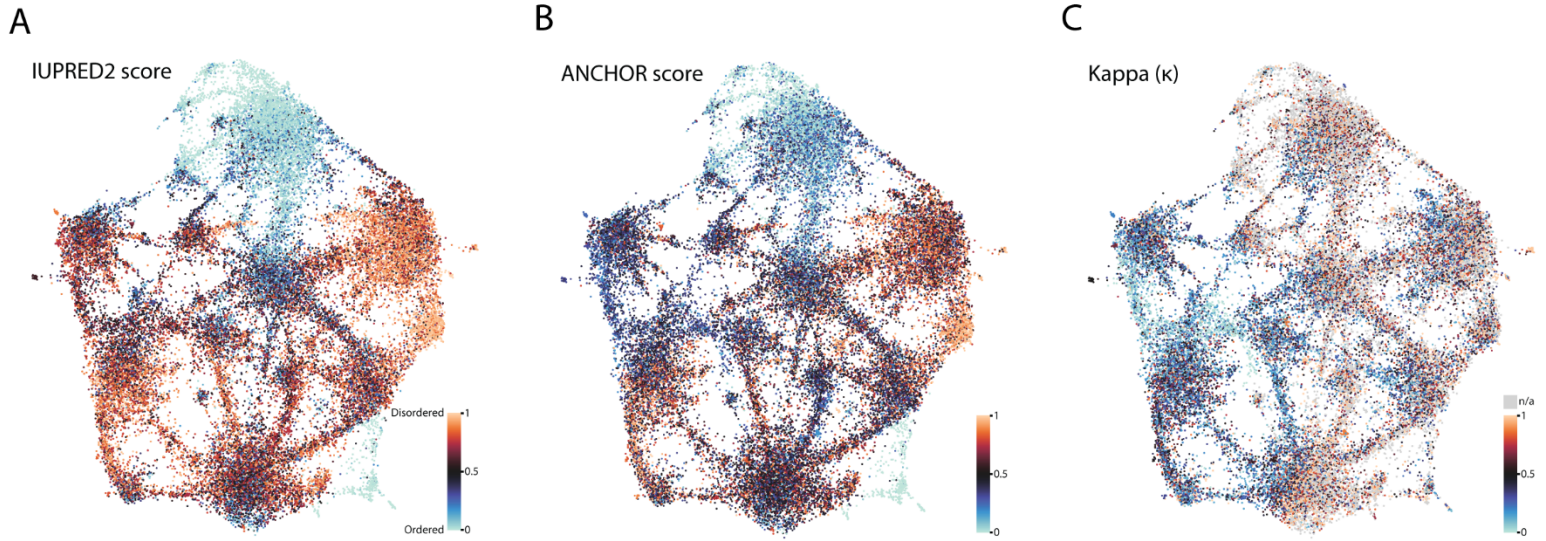 A
IUPRED2 score
Disordered
1
0.5
Ordered
0
B
ANCHOR score
1
0.5
0
C
Kappa (κ)
n/a
1
0.5
0